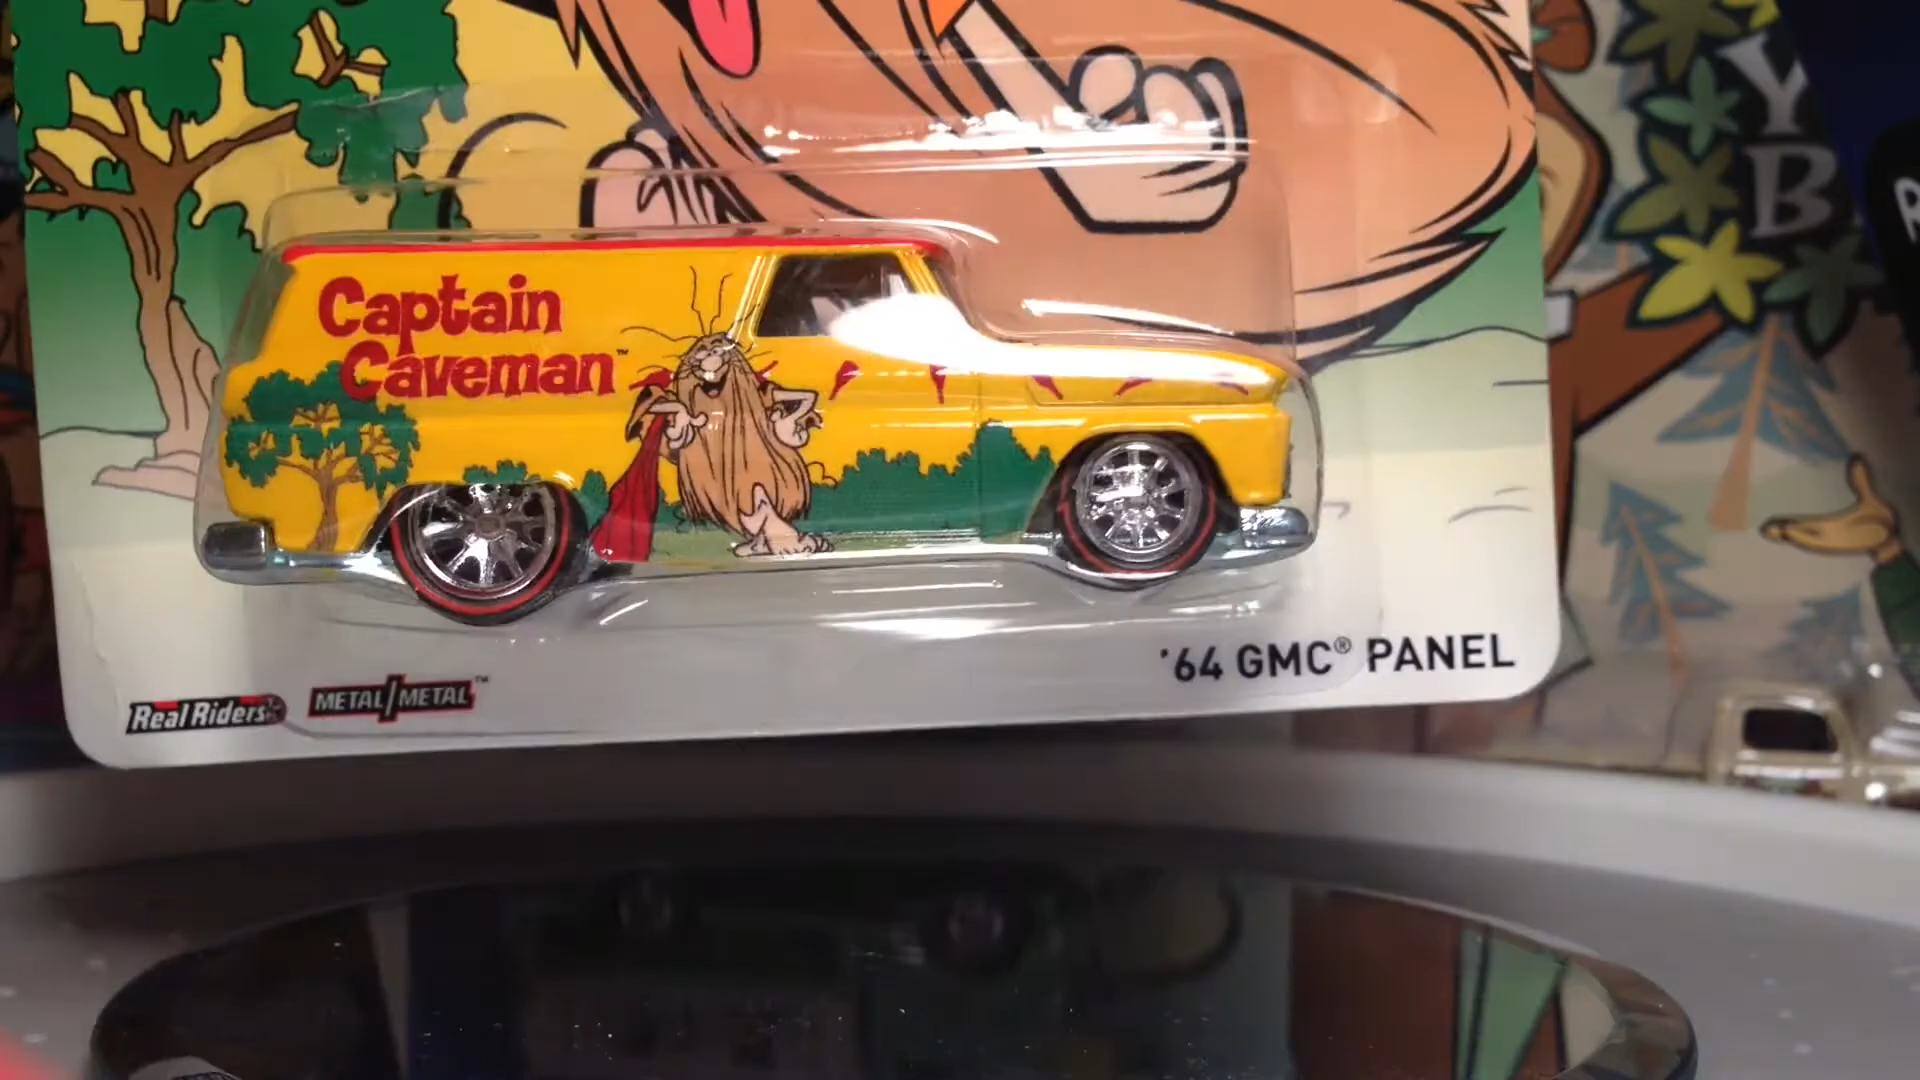 Captain
Caveman™
'64 GMC® PANEL
Real Riders
METAL/METAL™
Y
B
R